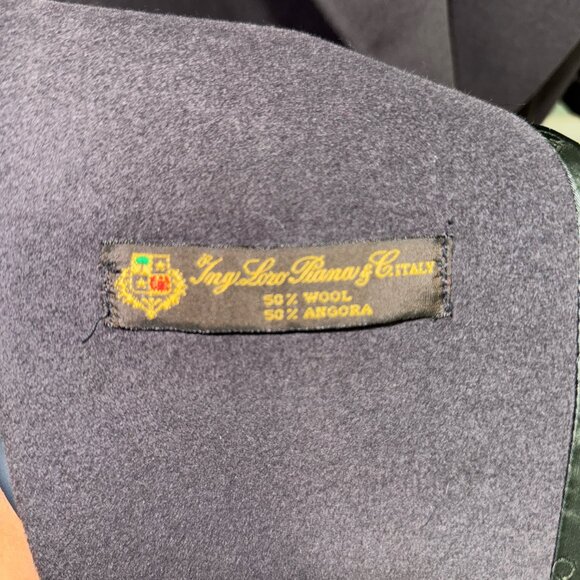 Ing. Loro Piana & C. ITALY
50% WOOL
50% ANGORA